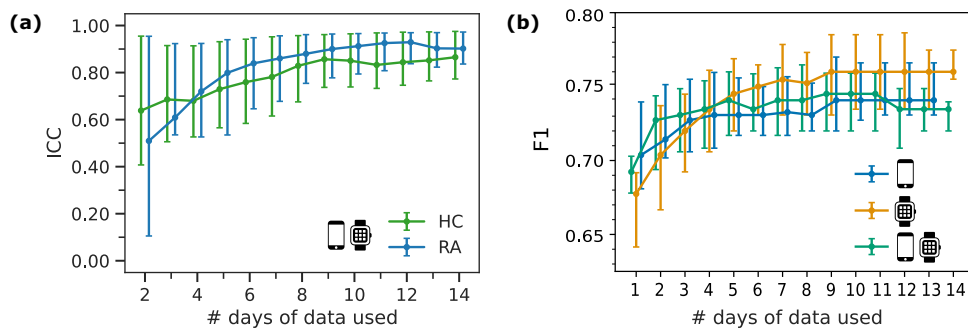 (a)
ICC
1.00
0.80
0.60
0.40
0.20
0.00
2 4 6 8 10 12 14
# days of data used
HC
RA
(b)
F1
0.80
0.75
0.70
0.65
1 2 3 4 5 6 7 8 9 10 11 12 13 14
# days of data used